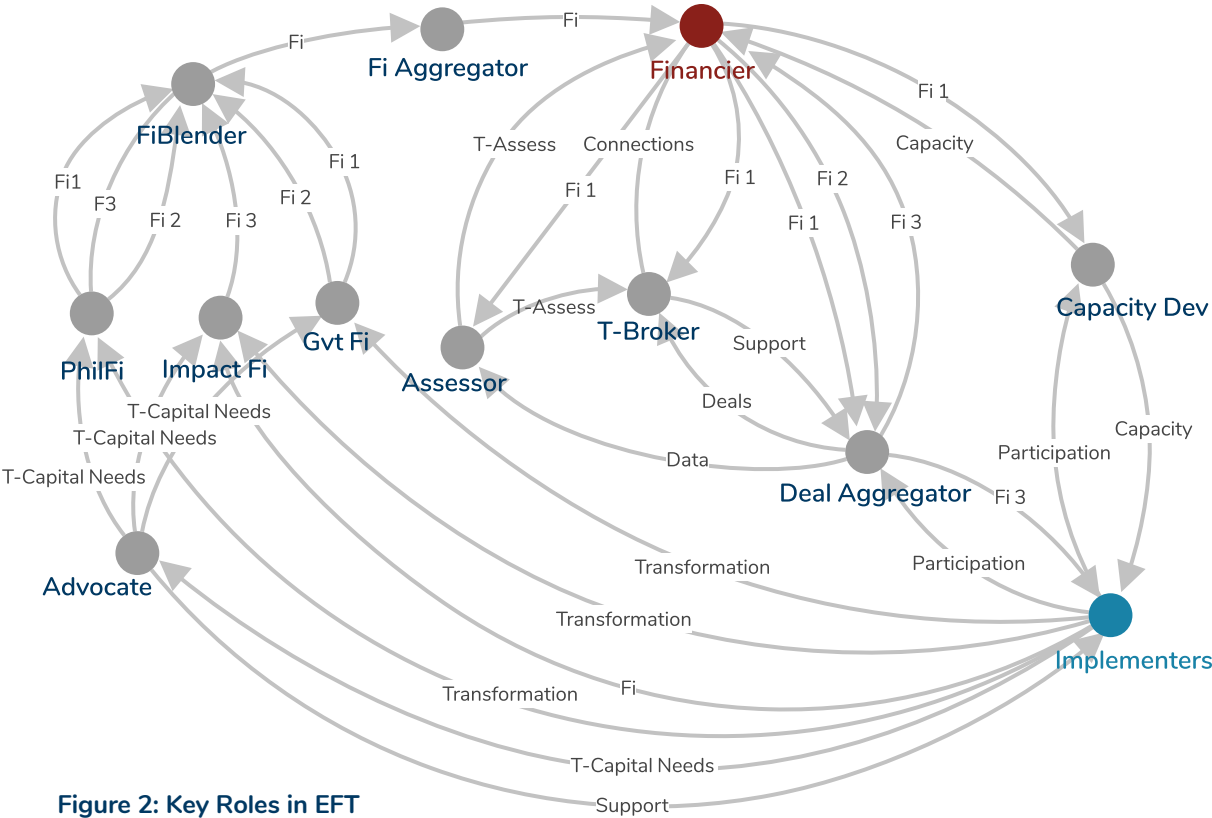 Fi
Fi
Fi Aggregator
Financier
Fi 1
FiBlender
T-Assess
Connections
Capacity
Fi1
F3
Fi 2
Fi 3
Fi 2
Fi 1
Fi 1
Fi 1
Fi 1
Fi 2
Fi 3
PhilFi
Impact Fi
Gvt Fi
T-Assess
T-Broker
Assessor
Support
Capacity Dev
T-Capital Needs
T-Capital Needs
T-Capital Needs
Deals
Data
Participation
Capacity
Deal Aggregator
Fi 3
Advocate
Transformation
Participation
Transformation
Implementers
Transformation
Fi
T-Capital Needs
Support
Figure 2: Key Roles in EFT